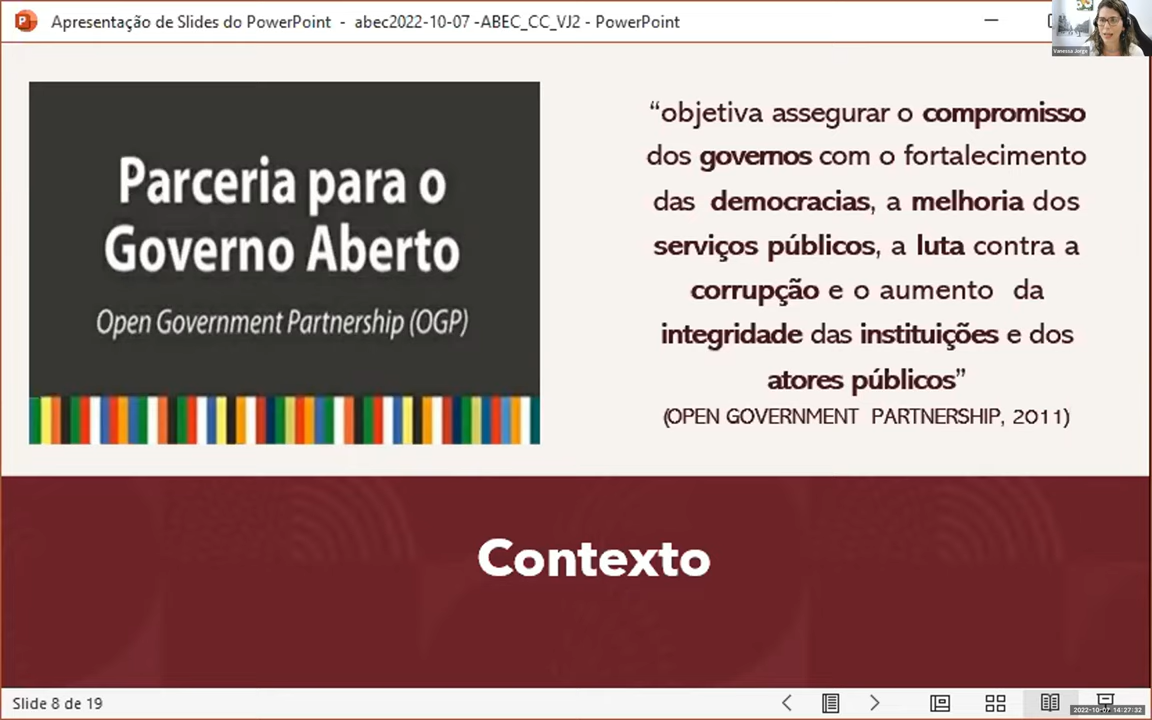 Apresentação de Slides do PowerPoint - abec2022-10-07 -ABEC_CC_VJ2 - PowerPoint
Vanessa Jorge
Parceria para o
Governo Aberto
Open Government Partnership (OGP)
“objetiva assegurar o compromisso
dos governos com o fortalecimento
das democracias, a melhoria dos
serviços públicos, a luta contra a
corrupção e o aumento da
integridade das instituições e dos
atores públicos”
(OPEN GOVERNMENT PARTNERSHIP, 2011)
Contexto
Slide 8 de 19
2022-10-07 14:27:32